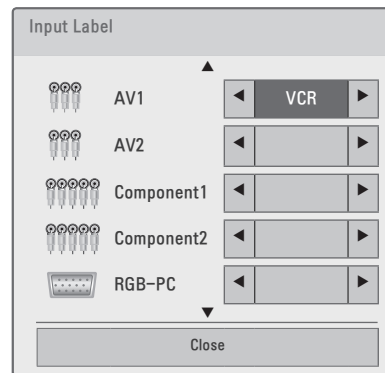 Input Label
AV1
VCR
AV2
Component1
Component2
RGB-PC
Close